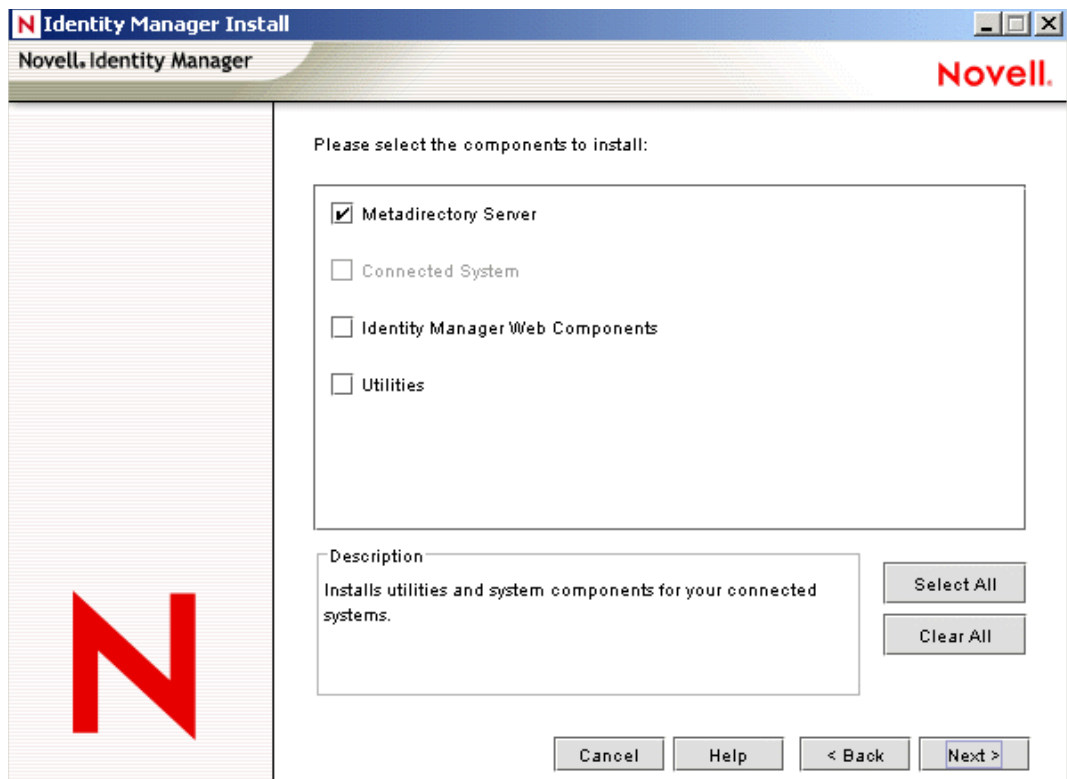 N Identity Manager Install
Novell. Identity Manager
Novell.
Please select the components to install:
Metadirectory Server
Connected System
Identity Manager Web Components
Utilities
Description
Installs utilities and system components for your connected
systems.
Select All
Clear All
N
Cancel
Help
< Back
Next >